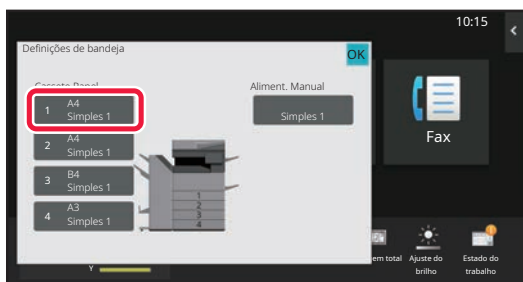 10:15
Definições de bandeja
OK
Cassete Papel
Aliment. Manual
1 A4
Simples 1
Simples 1
2 A4
Simples 1
3 B4
Simples 1
4 A3
Simples 1
1
2
3
4
Fax
em total
Ajuste do
brilho
Estado do
trabalho
Y